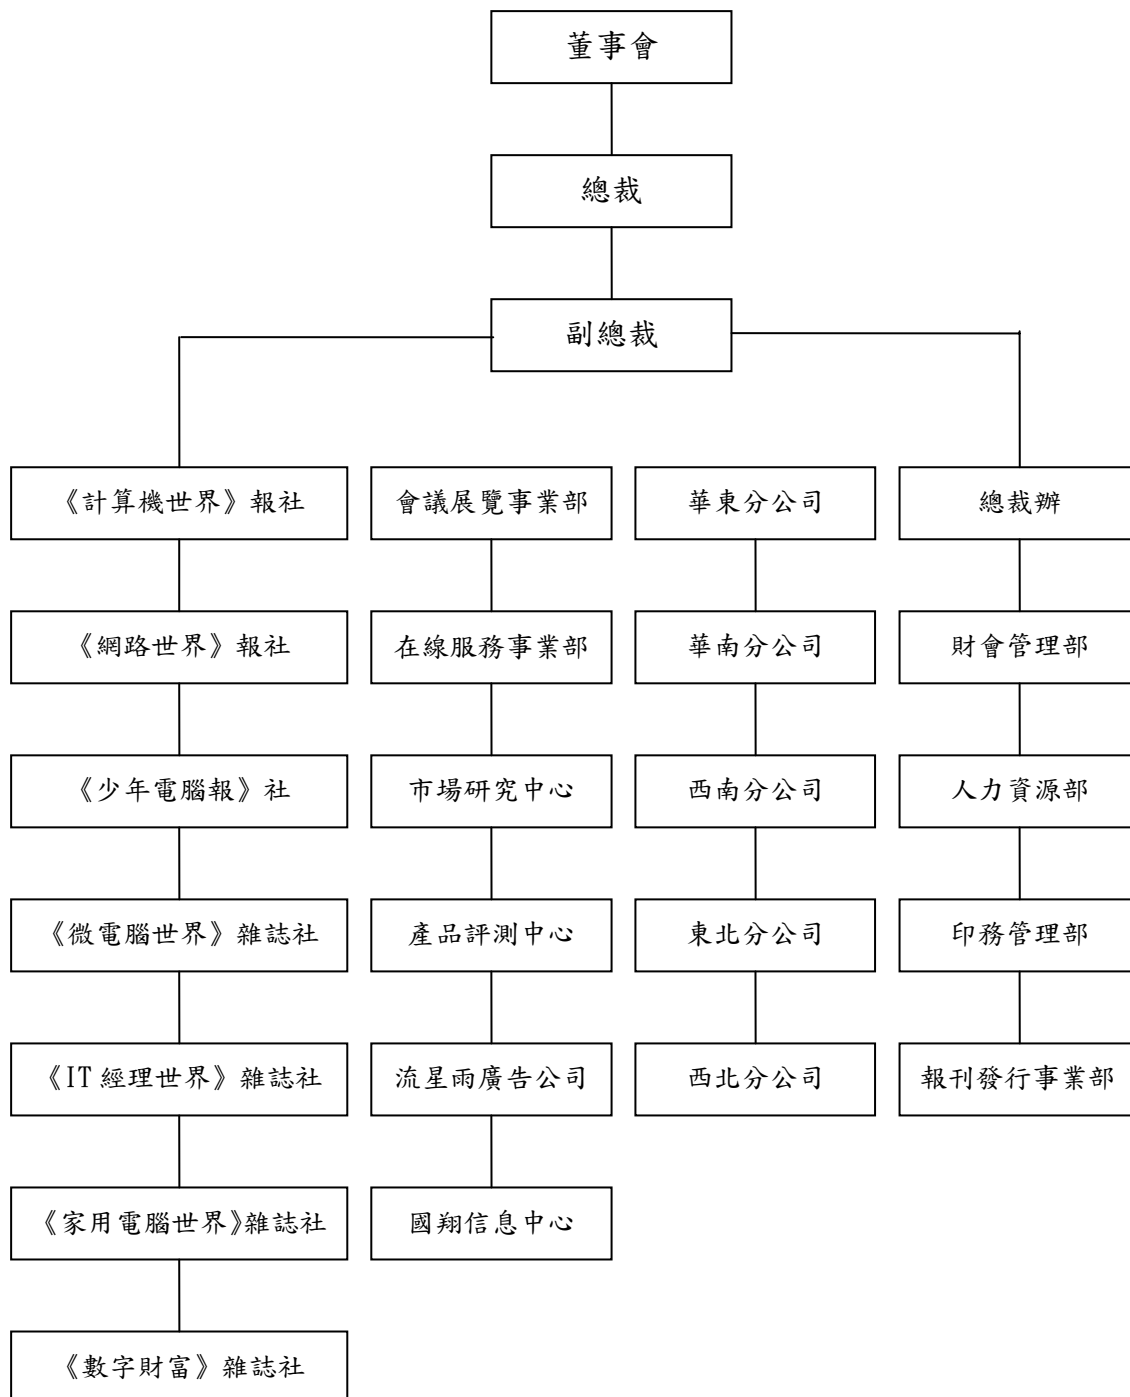 董事會
總裁
副總裁
《計算機世界》報社
會議展覽事業部
華東分公司
總裁辦
《網路世界》報社
在線服務事業部
華南分公司
財會管理部
《少年電腦報》社
市場研究中心
西南分公司
人力資源部
《微電腦世界》雜誌社
產品評測中心
東北分公司
印務管理部
《IT 經理世界》雜誌社
流星雨廣告公司
西北分公司
報刊發行事業部
《家用電腦世界》雜誌社
國翔信息中心
《數字財富》雜誌社